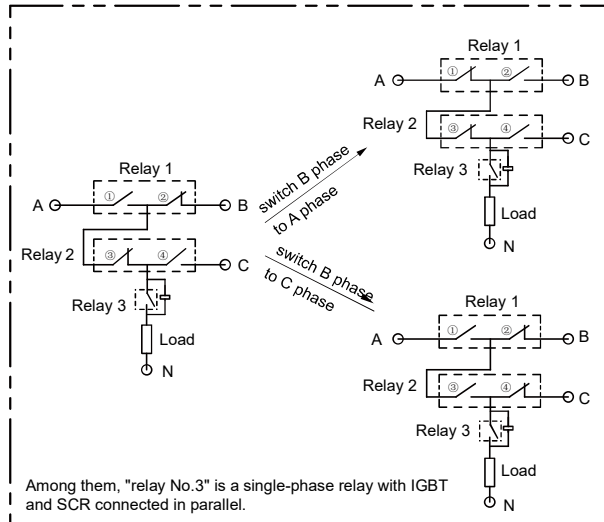 Relay 1
① ②
A B
Relay 2 ③ ④ C
Relay 3
Load
N
switch B phase
to A phase
switch B phase
to C phase
Relay 1
① ②
A B
Relay 2 ③ ④ C
Relay 3
Load
N
Relay 1
① ②
A B
Relay 2 ③ ④ C
Relay 3
Load
N
Among them, "relay No.3" is a single-phase relay with IGBT
and SCR connected in parallel.